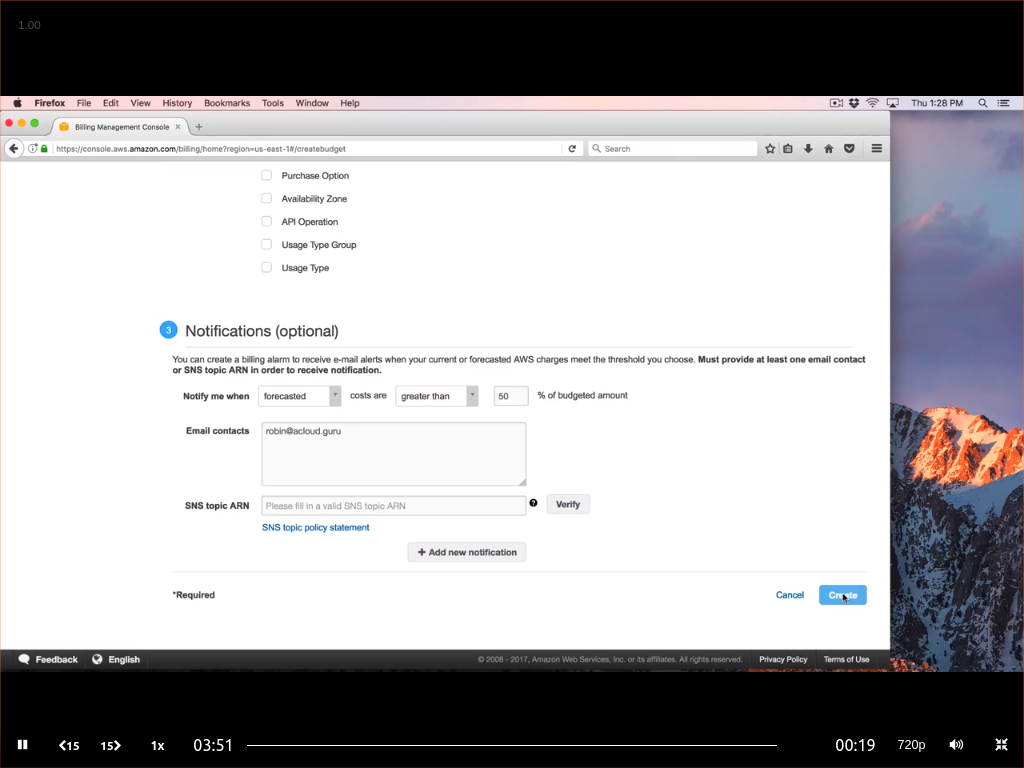 1.00
Firefox File Edit View History Bookmarks Tools Window Help Thu 1:28 PM
Billing Management Console
https://console.aws.amazon.com/billing/home?region=us-east-1#/createbudget Search
Purchase Option
Availability Zone
API Operation
Usage Type Group
Usage Type
3 Notifications (optional)
You can create a billing alarm to receive e-mail alerts when your current or forecasted AWS charges meet the threshold you choose. Must provide at least one email contact
or SNS topic ARN in order to receive notification.
Notify me when forecasted costs are greater than 50 % of budgeted amount
Email contacts robin@acloud.guru
SNS topic ARN Please fill in a valid SNS topic ARN Verify
SNS topic policy statement
+ Add new notification
*Required Cancel Create
Feedback English © 2008 - 2017, Amazon Web Services, Inc. or its affiliates. All rights reserved. Privacy Policy Terms of Use
15 15 1x 03:51 00:19 720p